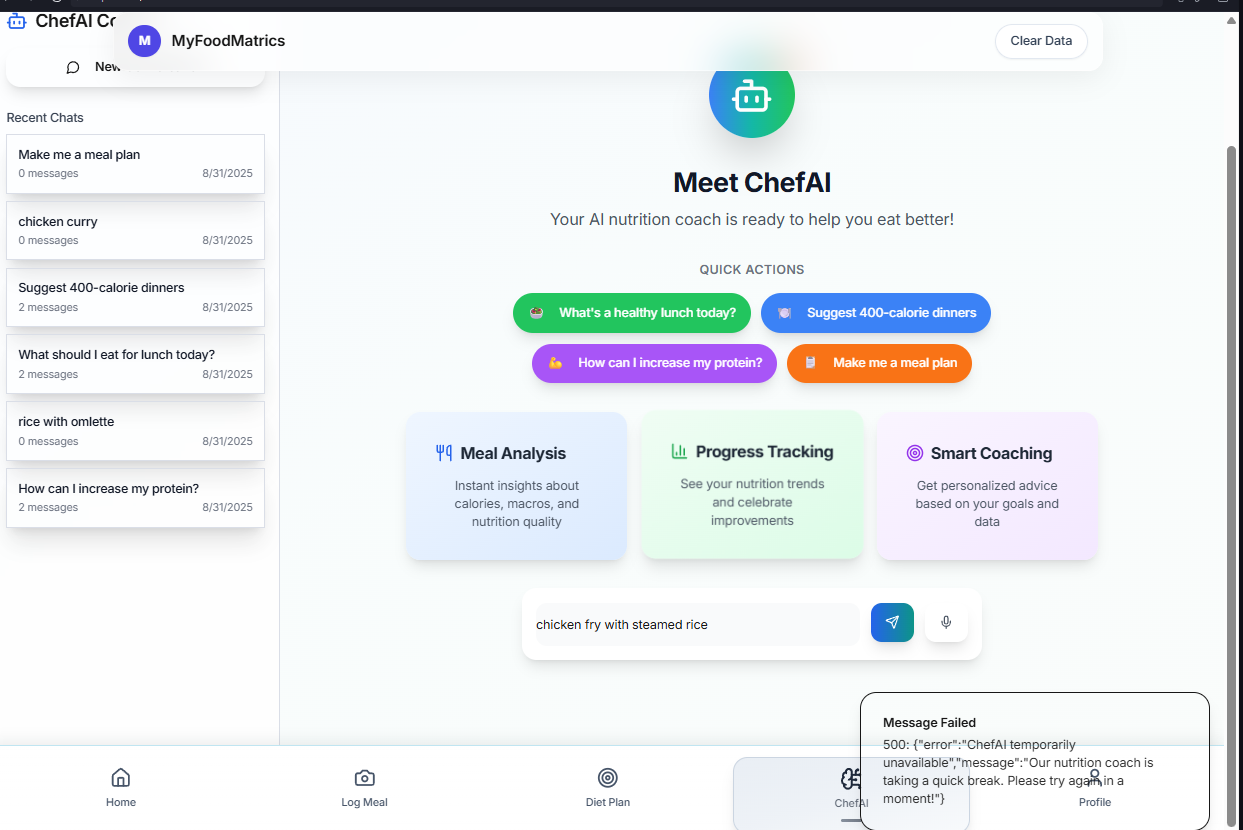 ChefAI Co
M
MyFoodMatrics
Clear Data
New
Recent Chats
Make me a meal plan
0 messages 8/31/2025
chicken curry
0 messages 8/31/2025
Suggest 400-calorie dinners
2 messages 8/31/2025
What should I eat for lunch today?
2 messages 8/31/2025
rice with omlette
0 messages 8/31/2025
How can I increase my protein?
2 messages 8/31/2025
Meet ChefAI
Your AI nutrition coach is ready to help you eat better!
QUICK ACTIONS
What's a healthy lunch today?
Suggest 400-calorie dinners
How can I increase my protein?
Make me a meal plan
Meal Analysis
Instant insights about
calories, macros, and
nutrition quality
Progress Tracking
See your nutrition trends
and celebrate
improvements
Smart Coaching
Get personalized advice
based on your goals and
data
chicken fry with steamed rice
Message Failed
500: {"error":"ChefAI temporarily
unavailable","message":"Our nutrition coach is
taking a quick break. Please try again in a
moment!"}
Home
Log Meal
Diet Plan
ChefAI
Profile